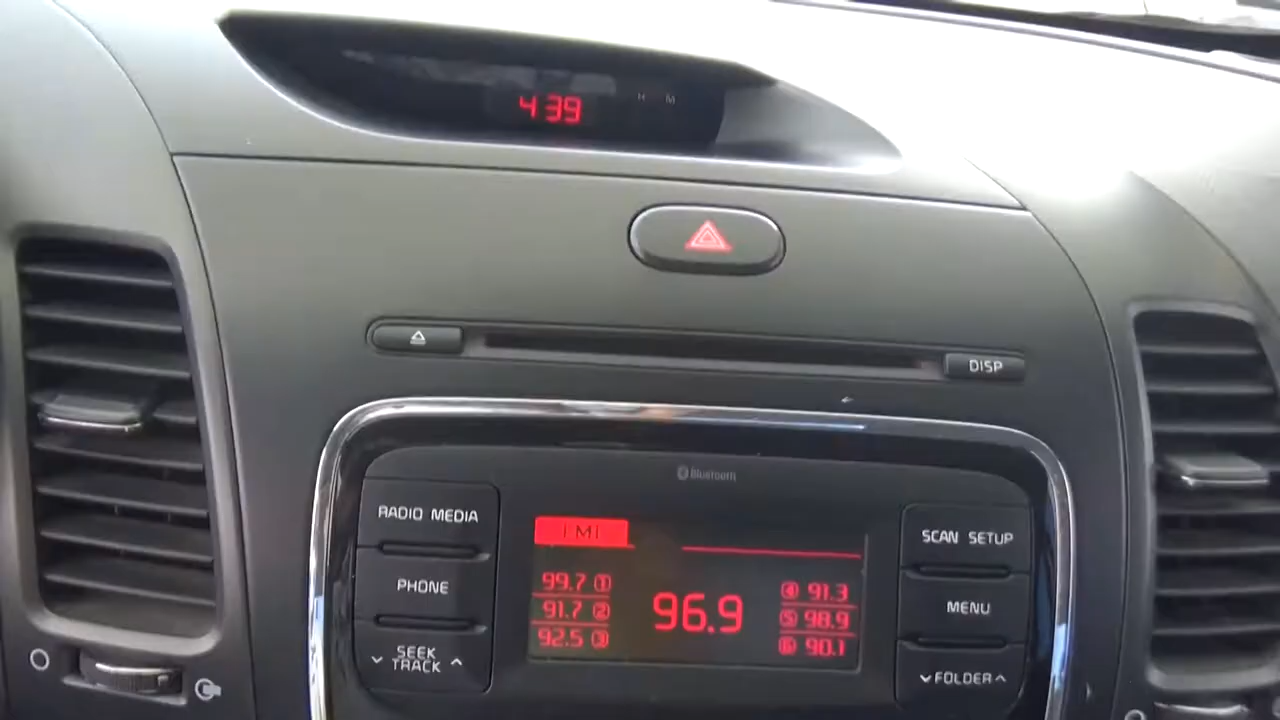 4 39
H M
DISP
Bluetooth
RADIO MEDIA
PHONE
SEEK
TRACK
SCAN SETUP
MENU
FOLDER
99.7 1
91.7 2
92.5 3
96.9
4 91.3
5 98.9
6 90.1